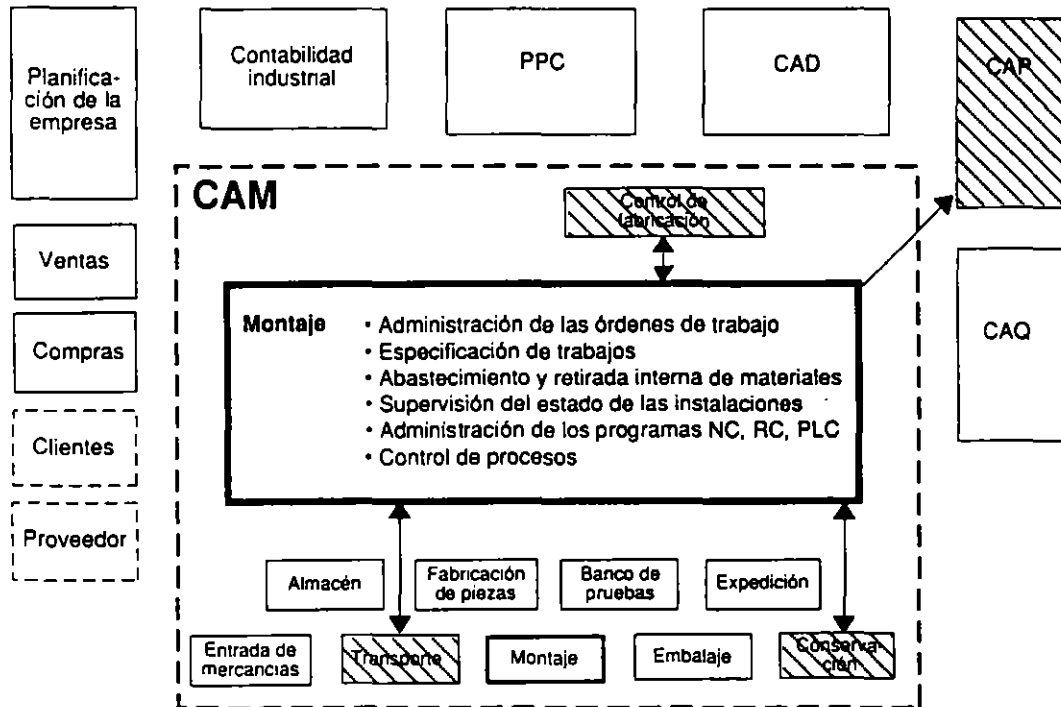 Planifica-
ción de la
empresa
Contabilidad
industrial
PPC
CAD
CAP
CAM
Control de
fabricación
Ventas
Compras
Clientes
Proveedor
CAQ
Montaje
• Administración de las órdenes de trabajo
• Especificación de trabajos
• Abastecimiento y retirada interna de materiales
• Supervisión del estado de las instalaciones
• Administración de los programas NC, RC, PLC
• Control de procesos
Almacén
Fabricación
de piezas
Banco de
pruebas
Expedición
Entrada de
mercancias
Transporte
Montaje
Embalaje
Conserva-
ción